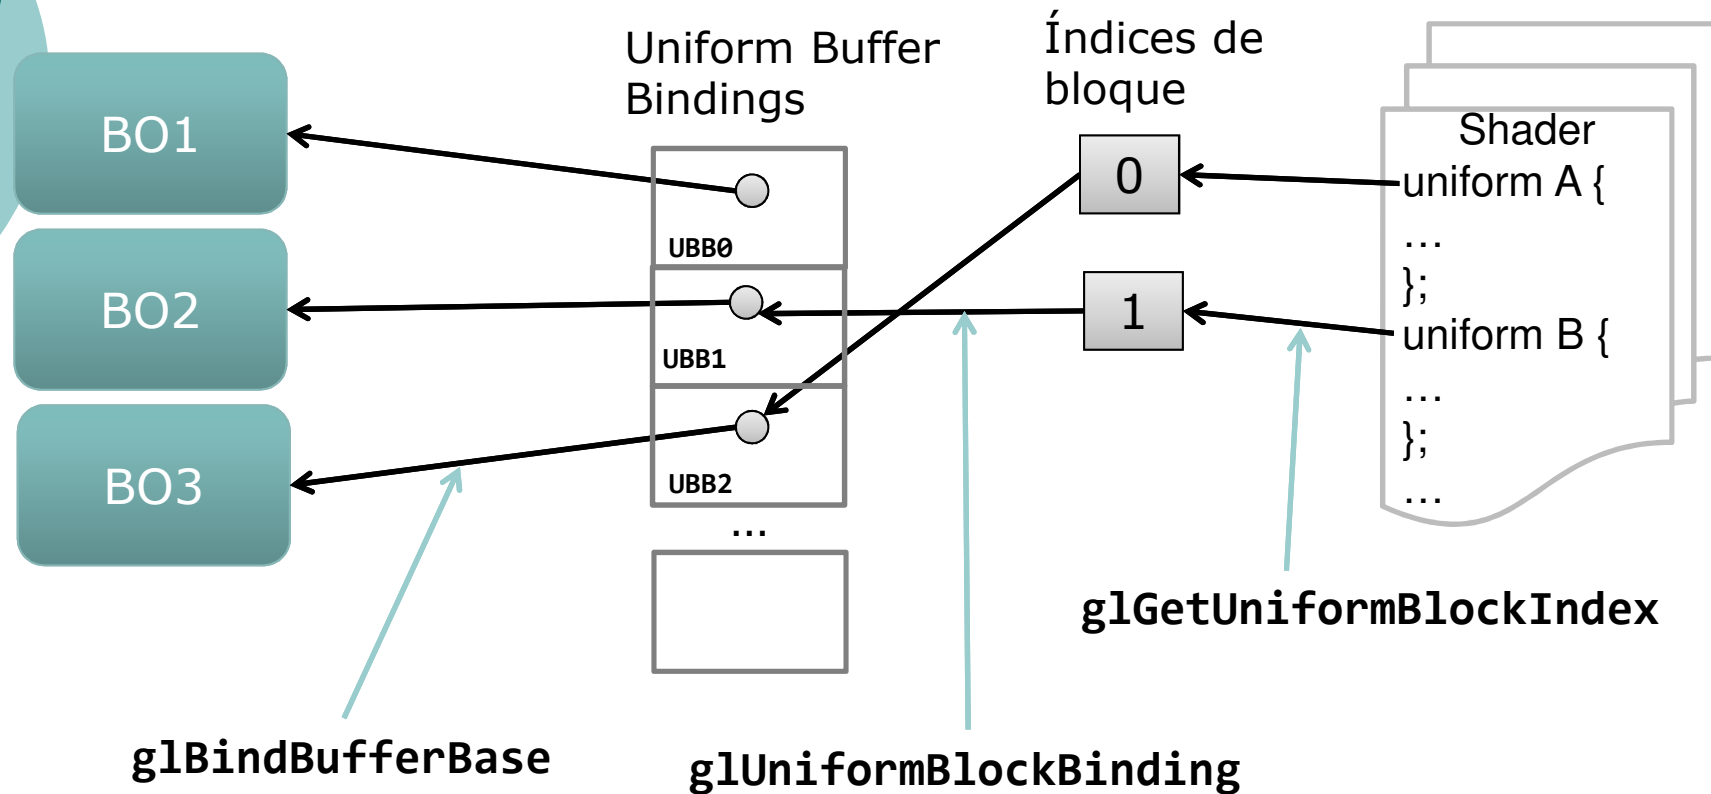 BO1
BO2
BO3
Uniform Buffer
Bindings
UBB0
UBB1
UBB2
...
Índices de
bloque
0
1
Shader
uniform A {
...
};
uniform B {
...
};
...
glGetUniformBlockIndex
glBindBufferBase
glUniformBlockBinding